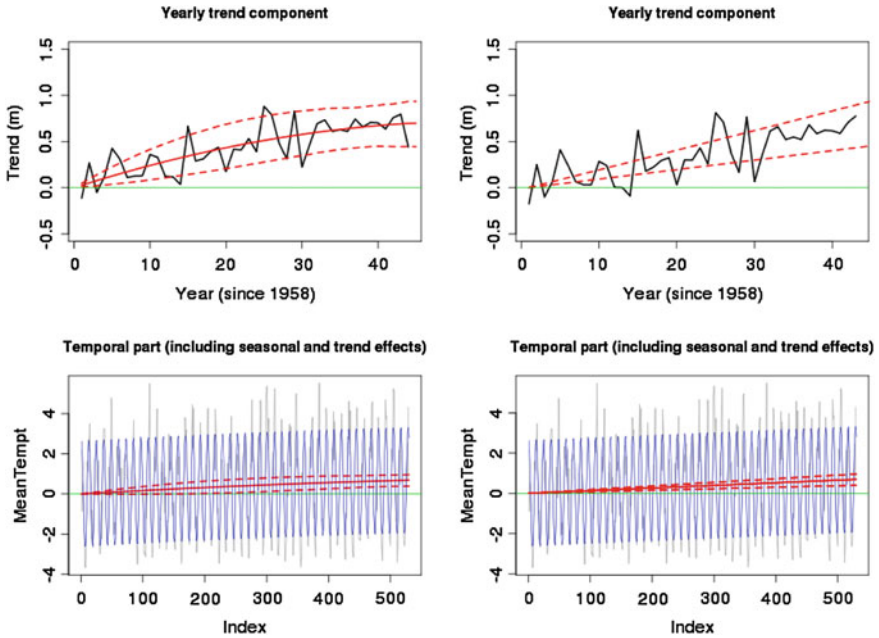 Yearly trend component
Trend (m)
1.5
1.0
0.5
0.0
-0.5
0 10 20 30 40
Year (since 1958)
Yearly trend component
Trend (m)
1.5
1.0
0.5
0.0
-0.5
0 10 20 30 40
Year (since 1958)
Temporal part (including seasonal and trend effects)
MeanTempt
4
2
0
-2
-4
0 100 200 300 400 500
Index
Temporal part (including seasonal and trend effects)
MeanTempt
4
2
0
-2
-4
0 100 200 300 400 500
Index